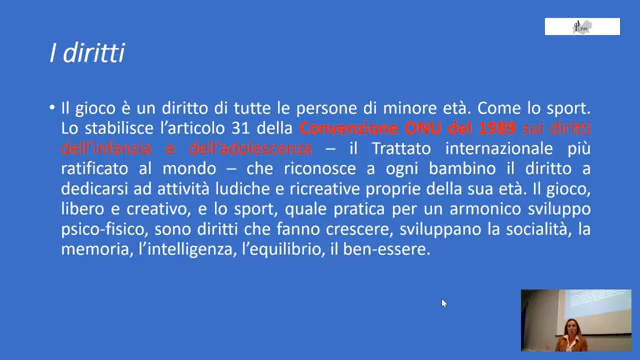 I diritti
• Il gioco è un diritto di tutte le persone di minore età. Come lo sport.
Lo stabilisce l'articolo 31 della Convenzione ONU del 1989 sui diritti
dell'infanzia e dell'adolescenza – il Trattato internazionale più
ratificato al mondo – che riconosce a ogni bambino il diritto a
dedicarsi ad attività ludiche e ricreative proprie della sua età. Il gioco,
libero e creativo, e lo sport, quale pratica per un armonico sviluppo
psico-fisico, sono diritti che fanno crescere, sviluppano la socialità, la
memoria, l'intelligenza, l'equilibrio, il ben-essere.